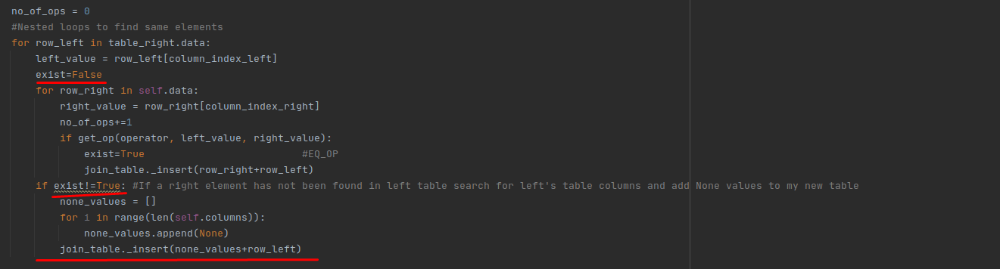 no_of_ops = 0
#Nested loops to find same elements
for row_left in table_right.data:
    left_value = row_left[column_index_left]
    exist=False
    for row_right in self.data:
        right_value = row_right[column_index_right]
        no_of_ops+=1
        if get_op(operator, left_value, right_value):
            exist=True                          #EQ_OP
            join_table._insert(row_right+row_left)
    if exist!=True: #If a right element has not been found in left table search for left's table columns and add None values to my new table
        none_values = []
        for i in range(len(self.columns)):
            none_values.append(None)
        join_table._insert(none_values+row_left)